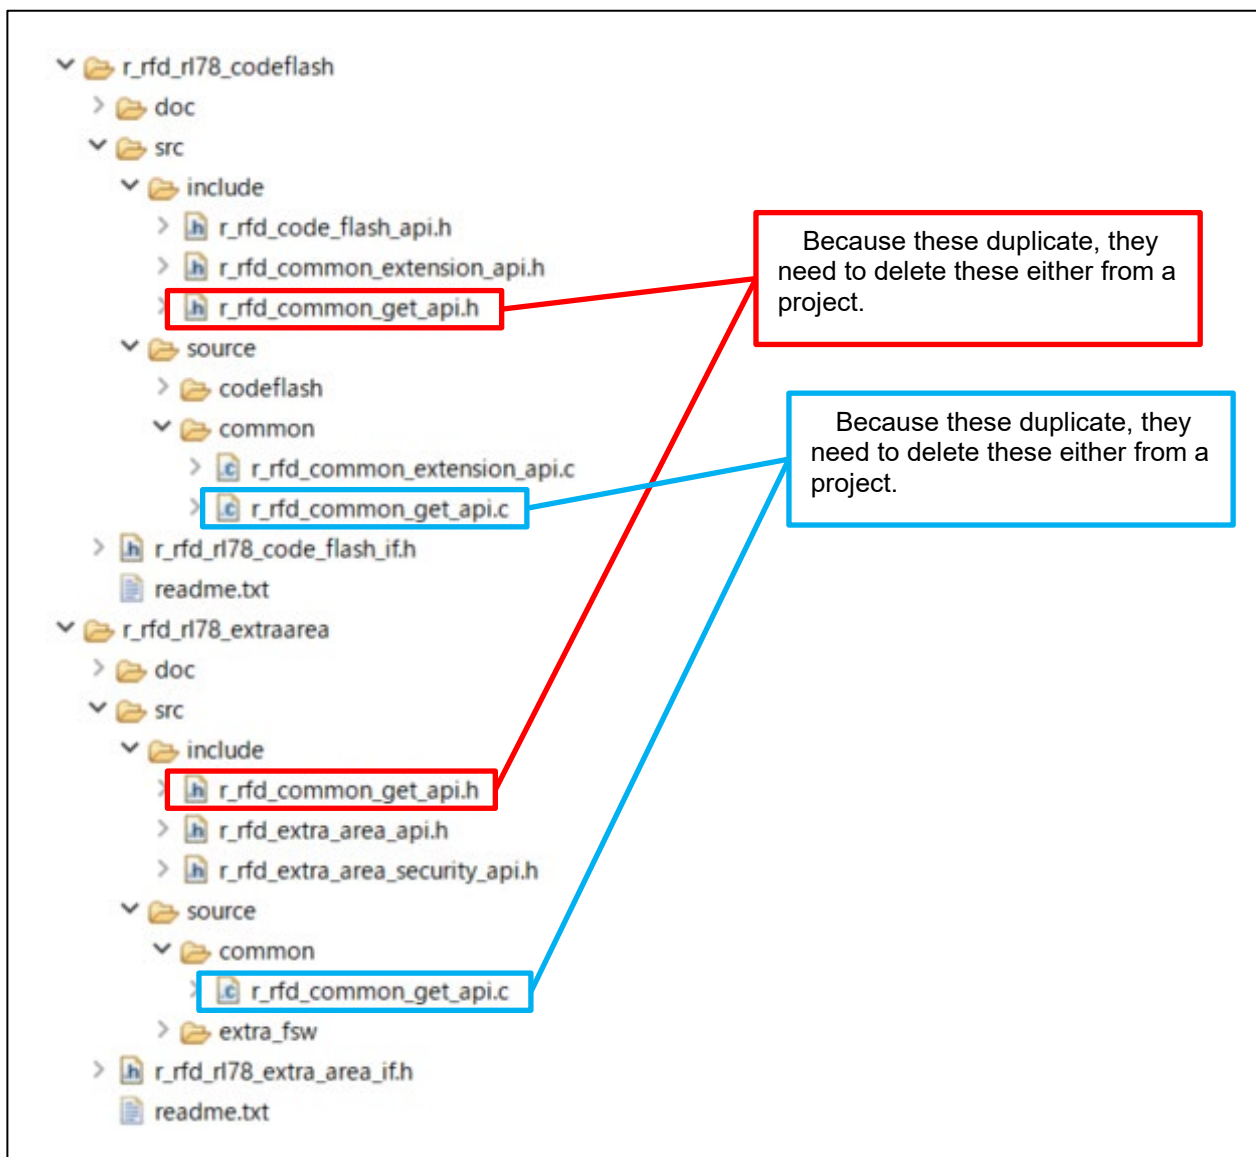 r_rfd_rl78_codeflash
doc
src
include
r_rfd_code_flash_api.h
r_rfd_common_extension_api.h
r_rfd_common_get_api.h
source
codeflash
common
r_rfd_common_extension_api.c
r_rfd_common_get_api.c
r_rfd_rl78_code_flash_if.h
readme.txt
r_rfd_rl78_extraarea
doc
src
include
r_rfd_common_get_api.h
r_rfd_extra_area_api.h
r_rfd_extra_area_security_api.h
source
common
r_rfd_common_get_api.c
extra_fsw
r_rfd_rl78_extra_area_if.h
readme.txt
Because these duplicate, they
need to delete these either from a
project.
Because these duplicate, they
need to delete these either from a
project.